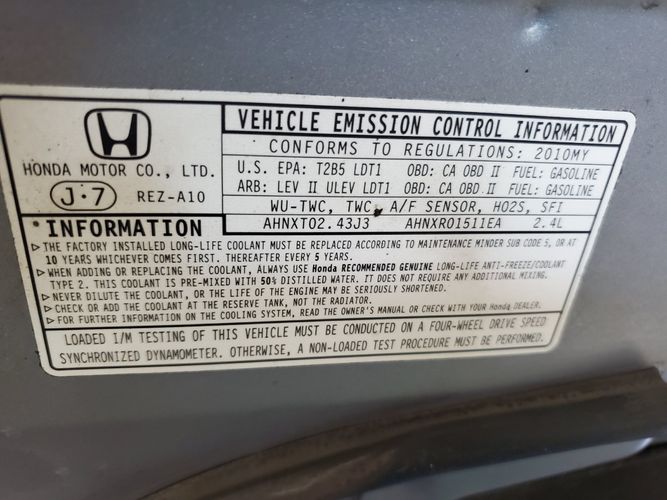 VEHICLE EMISSION CONTROL INFORMATION
CONFORMS TO REGULATIONS: 2010MY
HONDA MOTOR CO., LTD.
U.S. EPA: T2B5 LDT1 OBD: CA OBD II FUEL: GASOLINE
ARB: LEV II ULEV LDT1 OBD: CA OBD II FUEL: GASOLINE
J·7 REZ-A10
WU-TWC, TWC, A/F SENSOR, HO2S, SFI
AHNXT02.43J3 AHNXR0151IEA 2.4L
INFORMATION
▷ THE FACTORY INSTALLED LONG-LIFE COOLANT MUST BE REPLACED ACCORDING TO MAINTENANCE MINDER SUB CODE 5, OR AT
10 YEARS WHICHEVER COMES FIRST. THEREAFTER EVERY 5 YEARS.
▷ WHEN ADDING OR REPLACING THE COOLANT, ALWAYS USE Honda RECOMMENDED GENUINE LONG-LIFE ANTI-FREEZE/COOLANT
TYPE 2. THIS COOLANT IS PRE-MIXED WITH 50% DISTILLED WATER. IT DOES NOT REQUIRE ANY ADDITIONAL MIXING.
▷ NEVER DILUTE THE COOLANT, OR THE LIFE OF THE ENGINE MAY BE SERIOUSLY SHORTENED.
▷ CHECK OR ADD THE COOLANT AT THE RESERVE TANK, NOT THE RADIATOR.
▷ FOR FURTHER INFORMATION ON THE COOLING SYSTEM, READ THE OWNER'S MANUAL OR CHECK WITH YOUR Honda DEALER.
LOADED I/M TESTING OF THIS VEHICLE MUST BE CONDUCTED ON A FOUR-WHEEL DRIVE SPEED
SYNCHRONIZED DYNAMOMETER. OTHERWISE, A NON-LOADED TEST PROCEDURE MUST BE PERFORMED.